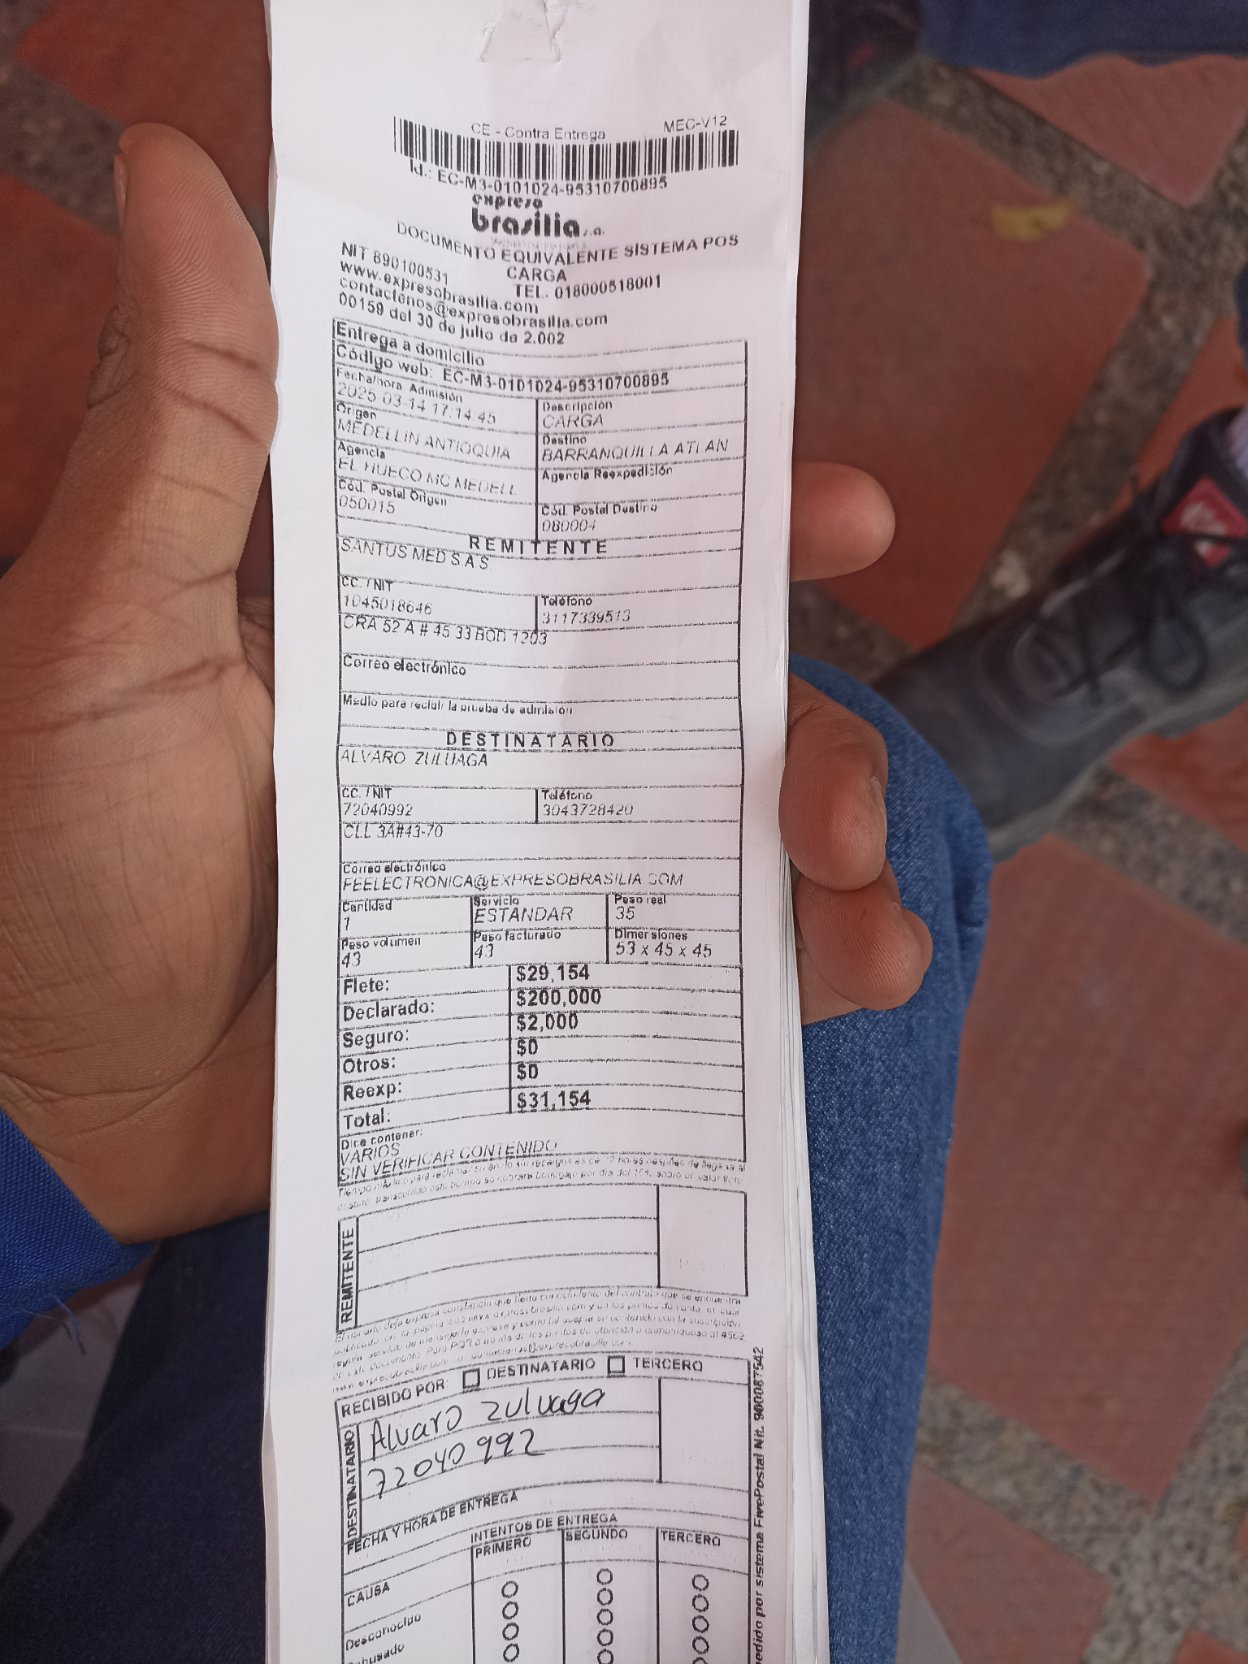 CE - Contra Entrega MEC-V12
Id.: EC-M3-0101024-95310700895
expreso
brasilia s.a.
DOCUMENTO EQUIVALENTE SISTEMA POS
CARGA
NIT 890100531 TEL. 018000518001
www.expresobrasilia.com
contactenos@expresobrasilia.com
00159 del 30 de julio de 2.002
Entrega a domicilio
Código web: EC-M3-0101024-95310700895
Fecha/hora Admisión Descripción
2025-03-14 17:14:45 CARGA
Origen Destino
MEDELLIN ANTIOQUIA BARRANQUILLA ATLAN
Agencia Agencia Reexpedición
EL HUECO MC MEDELL
Cód. Postal Origen Cód. Postal Destino
050015 080004
REMITENTE
SANTUS MED S A S
CC. / NIT Teléfono
1045018646 3117339513
CRA 52 A # 45 33 BOD 1203
Correo electrónico
Medio para recibir la prueba de admisión
DESTINATARIO
ALVARO ZULUAGA
CC. / NIT Teléfono
72040992 3043728420
CLL 3A#43-70
Correo electrónico
FEELECTRONICA@EXPRESOBRASILIA.COM
Cantidad Servicio Peso real
1 ESTANDAR 35
Peso volumen Peso facturado Dimensiones
43 43 53 x 45 x 45
Flete: $29,154
Declarado: $200,000
Seguro: $2,000
Otros: $0
Reexp: $0
Total: $31,154
Dice contener:
VARIOS
SIN VERIFICAR CONTENIDO
REMITENTE
RECIBIDO POR: DESTINATARIO TERCERO
DESTINATARIO
Alvaro zuluaga
72040992
FECHA Y HORA DE ENTREGA
INTENTOS DE ENTREGA
PRIMERO SEGUNDO TERCERO
CAUSA
Desconocido
edido por sistema FivePostal Nit. 900087542